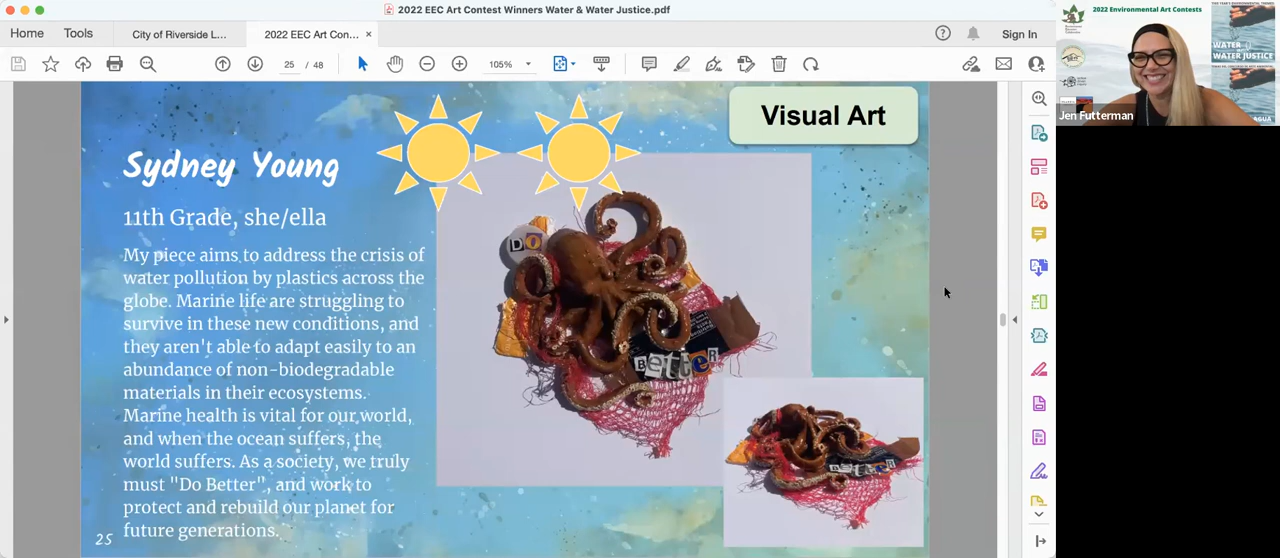 2022 EEC Art Contest Winners Water & Water Justice.pdf
Home
Tools
City of Riverside L...
2022 EEC Art Con...
Sign In
25 / 48
105%
Visual Art
Sydney Young
11th Grade, she/ella
My piece aims to address the crisis of
water pollution by plastics across the
globe. Marine life are struggling to
survive in these new conditions, and
they aren't able to adapt easily to an
abundance of non-biodegradable
materials in their ecosystems.
Marine health is vital for our world,
and when the ocean suffers, the
world suffers. As a society, we truly
must "Do Better", and work to
protect and rebuild our planet for
future generations.
25
DO
BettER
BettER
2022 Environmental Art Contests
WATER
WATER JUSTICE
AGUA
Jen Futterman